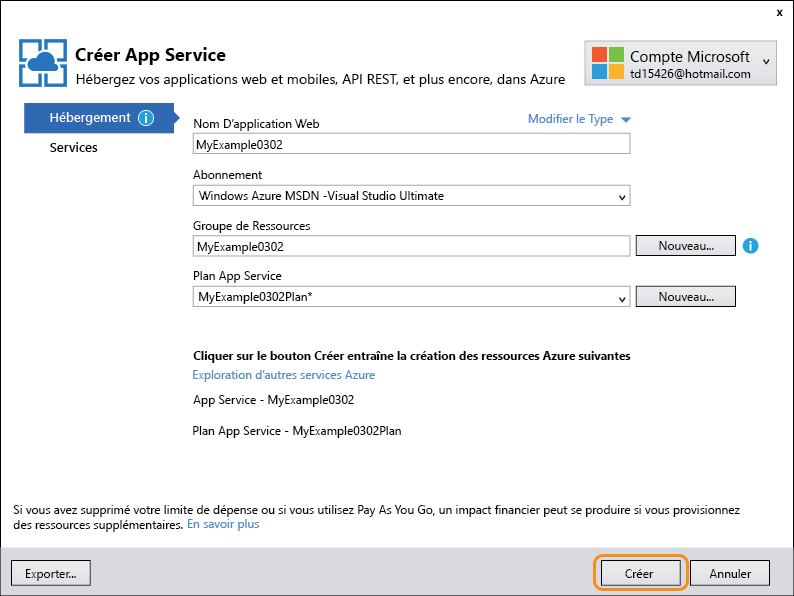 x
Créer App Service
Hébergez vos applications web et mobiles, API REST, et plus encore, dans Azure
Compte Microsoft
td15426@hotmail.com
Hébergement i
Services
Nom D'application Web
Modifier le Type
MyExample0302
Abonnement
Windows Azure MSDN -Visual Studio Ultimate
Groupe de Ressources
MyExample0302
Nouveau... i
Plan App Service
MyExample0302Plan*
Nouveau...
Cliquer sur le bouton Créer entraîne la création des ressources Azure suivantes
Exploration d'autres services Azure
App Service - MyExample0302
Plan App Service - MyExample0302Plan
Si vous avez supprimé votre limite de dépense ou si vous utilisez Pay As You Go, un impact financier peut se produire si vous provisionnez
des ressources supplémentaires. En savoir plus
Exporter...
Créer
Annuler